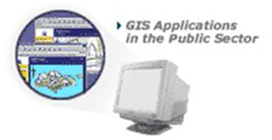 GIS Applications
in the Public Sector